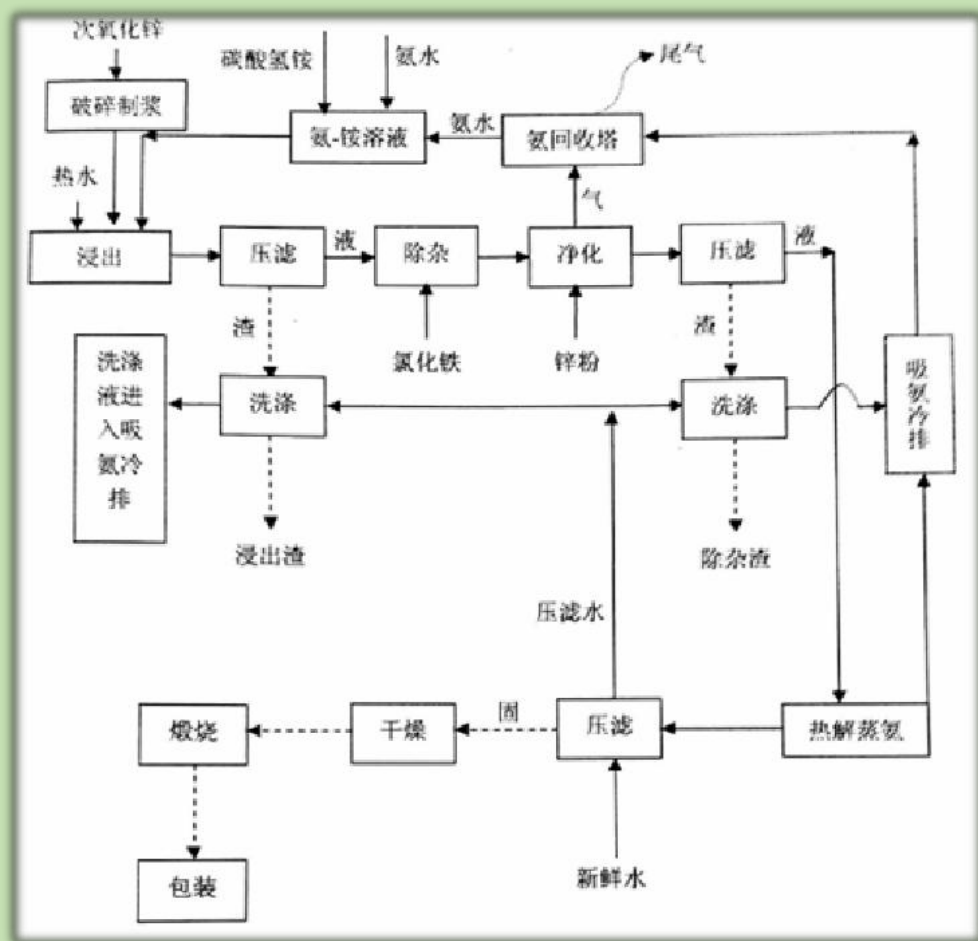 次氧化锌
碳酸氢铵
氨水
尾气
破碎制浆
氨-铵溶液
氨水
氨回收塔
热水
气
浸出
压滤
液
除杂
净化
压滤
液
渣
氯化铁
锌粉
渣
洗涤
液进
入吸
氨冷
排
洗涤
洗涤
吸
氨
冷
排
浸出渣
除杂渣
压滤水
煅烧
干燥
固
压滤
热解蒸氨
包装
新鲜水